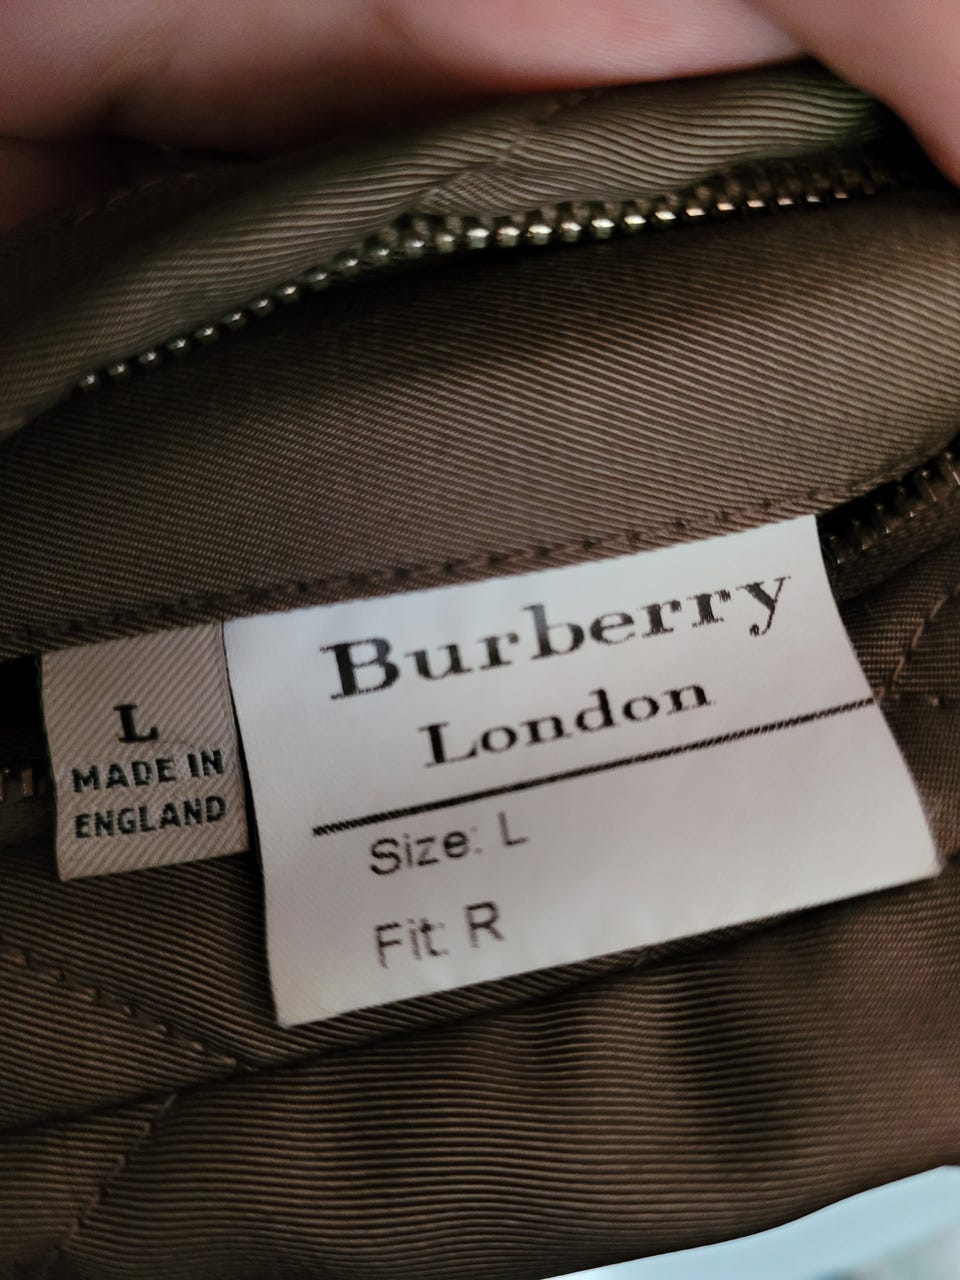 L
MADE IN
ENGLAND
Burberry
London
Size: L
Fit: R